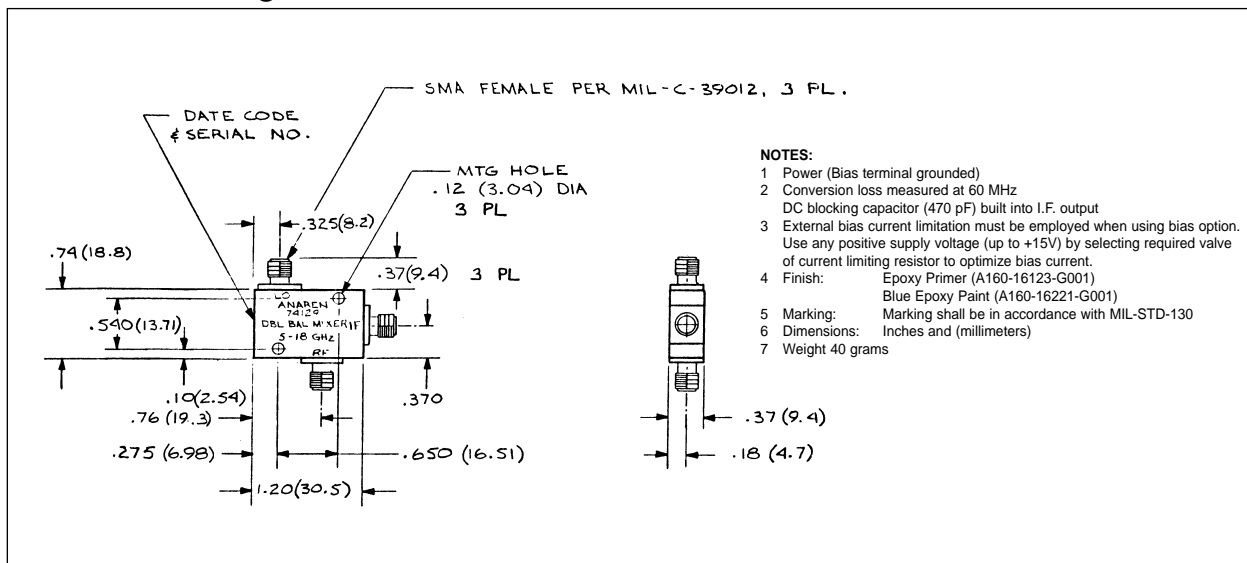 SMA FEMALE PER MIL-C-39012, 3 PL.
DATE CODE
& SERIAL NO.
MTG HOLE
.12 (3.04) DIA
3 PL
.325(8.2)
.74(18.8)
.37(9.4) 3 PL
LO
ANAREN
74129
DBL BAL MIXER IF
5-18 GHz
RF
.540(13.71)
.10(2.54)
.370
.76 (19.3)
.275 (6.98)
.650 (16.51)
1.20(30.5)
.37(9.4)
.18 (4.7)
NOTES:
1 Power (Bias terminal grounded)
2 Conversion loss measured at 60 MHz
DC blocking capacitor (470 pF) built into I.F. output
3 External bias current limitation must be employed when using bias option.
Use any positive supply voltage (up to +15V) by selecting required valve
of current limiting resistor to optimize bias current.
4 Finish: Epoxy Primer (A160-16123-G001)
Blue Epoxy Paint (A160-16221-G001)
5 Marking: Marking shall be in accordance with MIL-STD-130
6 Dimensions: Inches and (millimeters)
7 Weight 40 grams